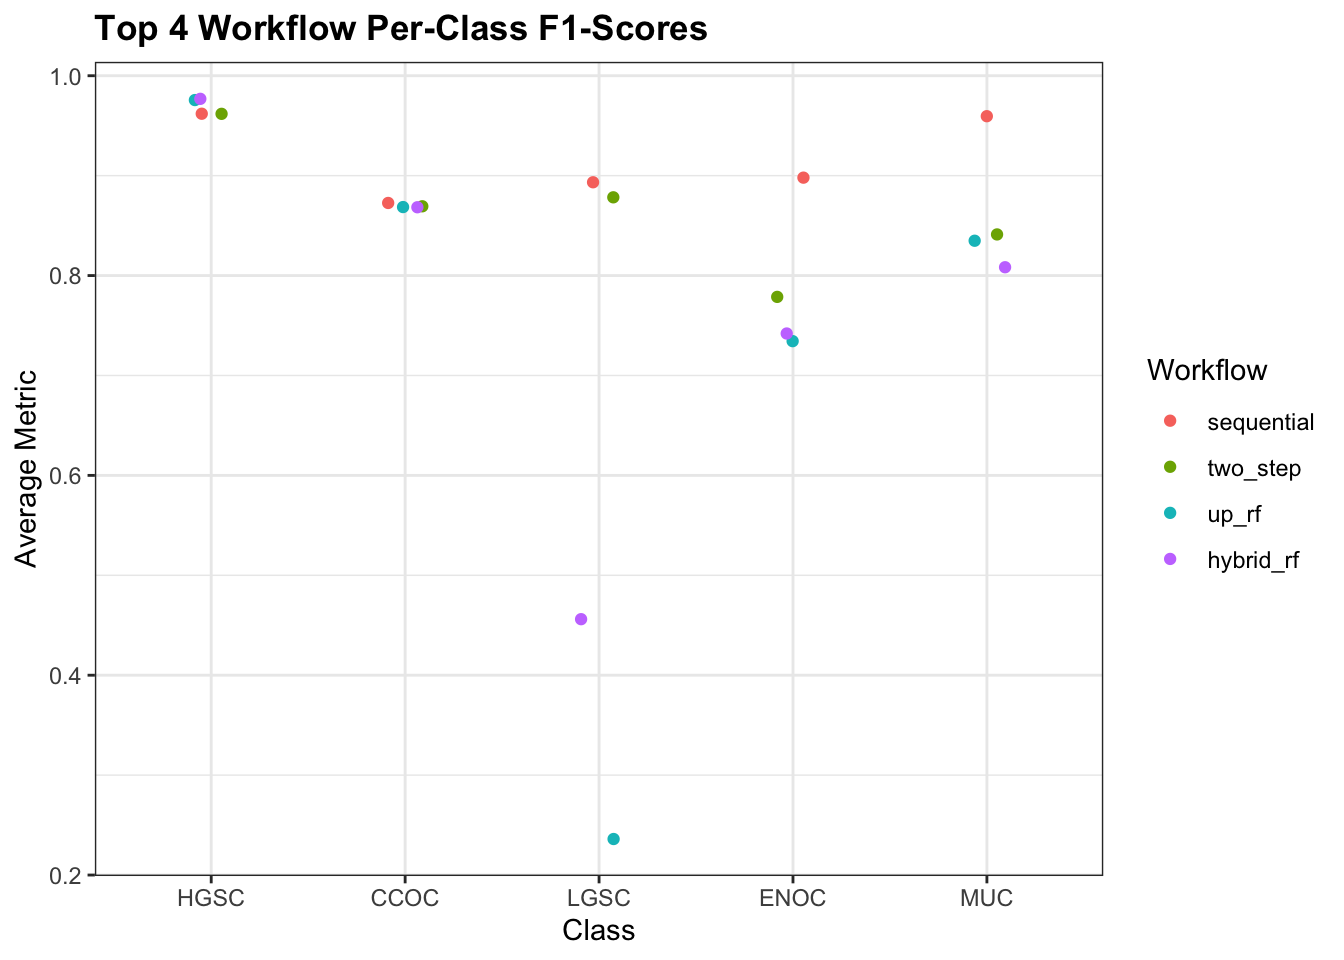 Top 4 Workflow Per-Class F1-Scores
1.0
0.8
0.6
0.4
0.2
Average Metric
HGSC CCOC LGSC ENOC MUC
Class
Workflow
sequential
two_step
up_rf
hybrid_rf